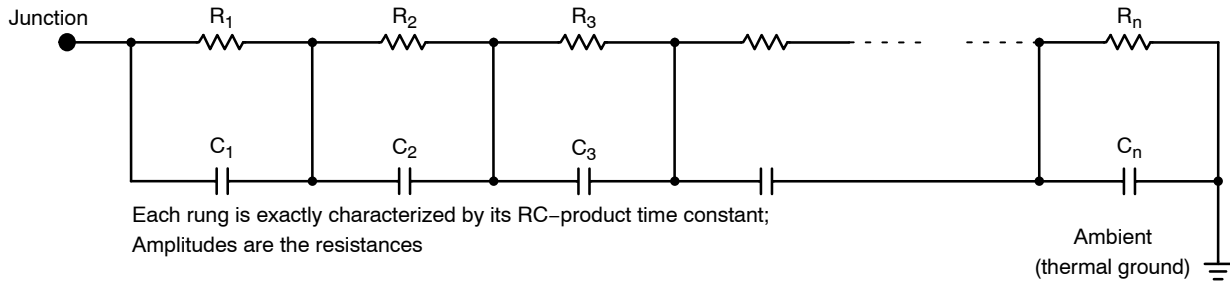 Junction
R1
R2
R3
Rn
C1
C2
C3
Cn
Each rung is exactly characterized by its RC−product time constant;
Amplitudes are the resistances
Ambient
(thermal ground)